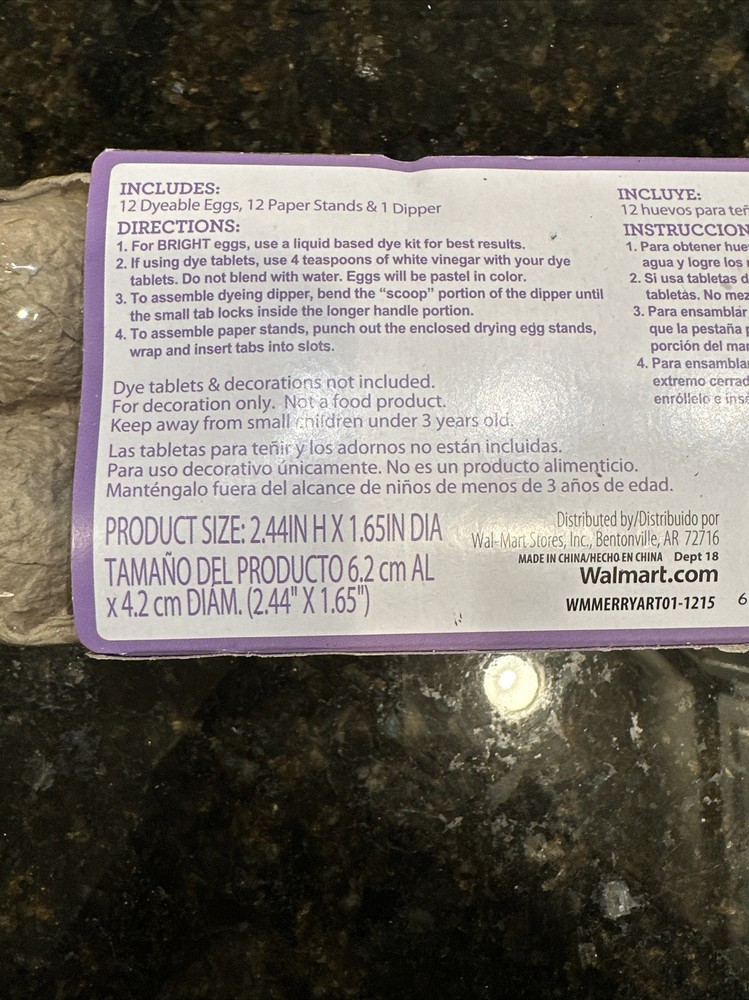 INCLUDES:
12 Dyeable Eggs, 12 Paper Stands & 1 Dipper
DIRECTIONS:
1. For BRIGHT eggs, use a liquid based dye kit for best results.
2. If using dye tablets, use 4 teaspoons of white vinegar with your dye
tablets. Do not blend with water. Eggs will be pastel in color.
3. To assemble dyeing dipper, bend the “scoop” portion of the dipper until
the small tab locks inside the longer handle portion.
4. To assemble paper stands, punch out the enclosed drying egg stands,
wrap and insert tabs into slots.
Dye tablets & decorations not included.
For decoration only. Not a food product.
Keep away from small children under 3 years old.
Las tabletas para teñir y los adornos no están incluidas.
Para uso decorativo únicamente. No es un producto alimenticio.
Manténgalo fuera del alcance de niños de menos de 3 años de edad.
PRODUCT SIZE: 2.44IN H X 1.65IN DIA
TAMAÑO DEL PRODUCTO 6.2 cm AL
x 4.2 cm DIÁM. (2.44" X 1.65")
Distributed by/Distribuido por
Wal-Mart Stores, Inc., Bentonville, AR 72716
MADE IN CHINA/HECHO EN CHINA Dept 18
Walmart.com
WMMERRYART01-1215 6
INCLUYE:
12 huevos para teñ
INSTRUCCION
1. Para obtener hue
agua y logre los
2. Si usa tabletas d
tabletas. No mez
3. Para ensamblar
que la pestaña
porción del ma
4. Para ensambla
extremo cerrad
enróllelo e ins